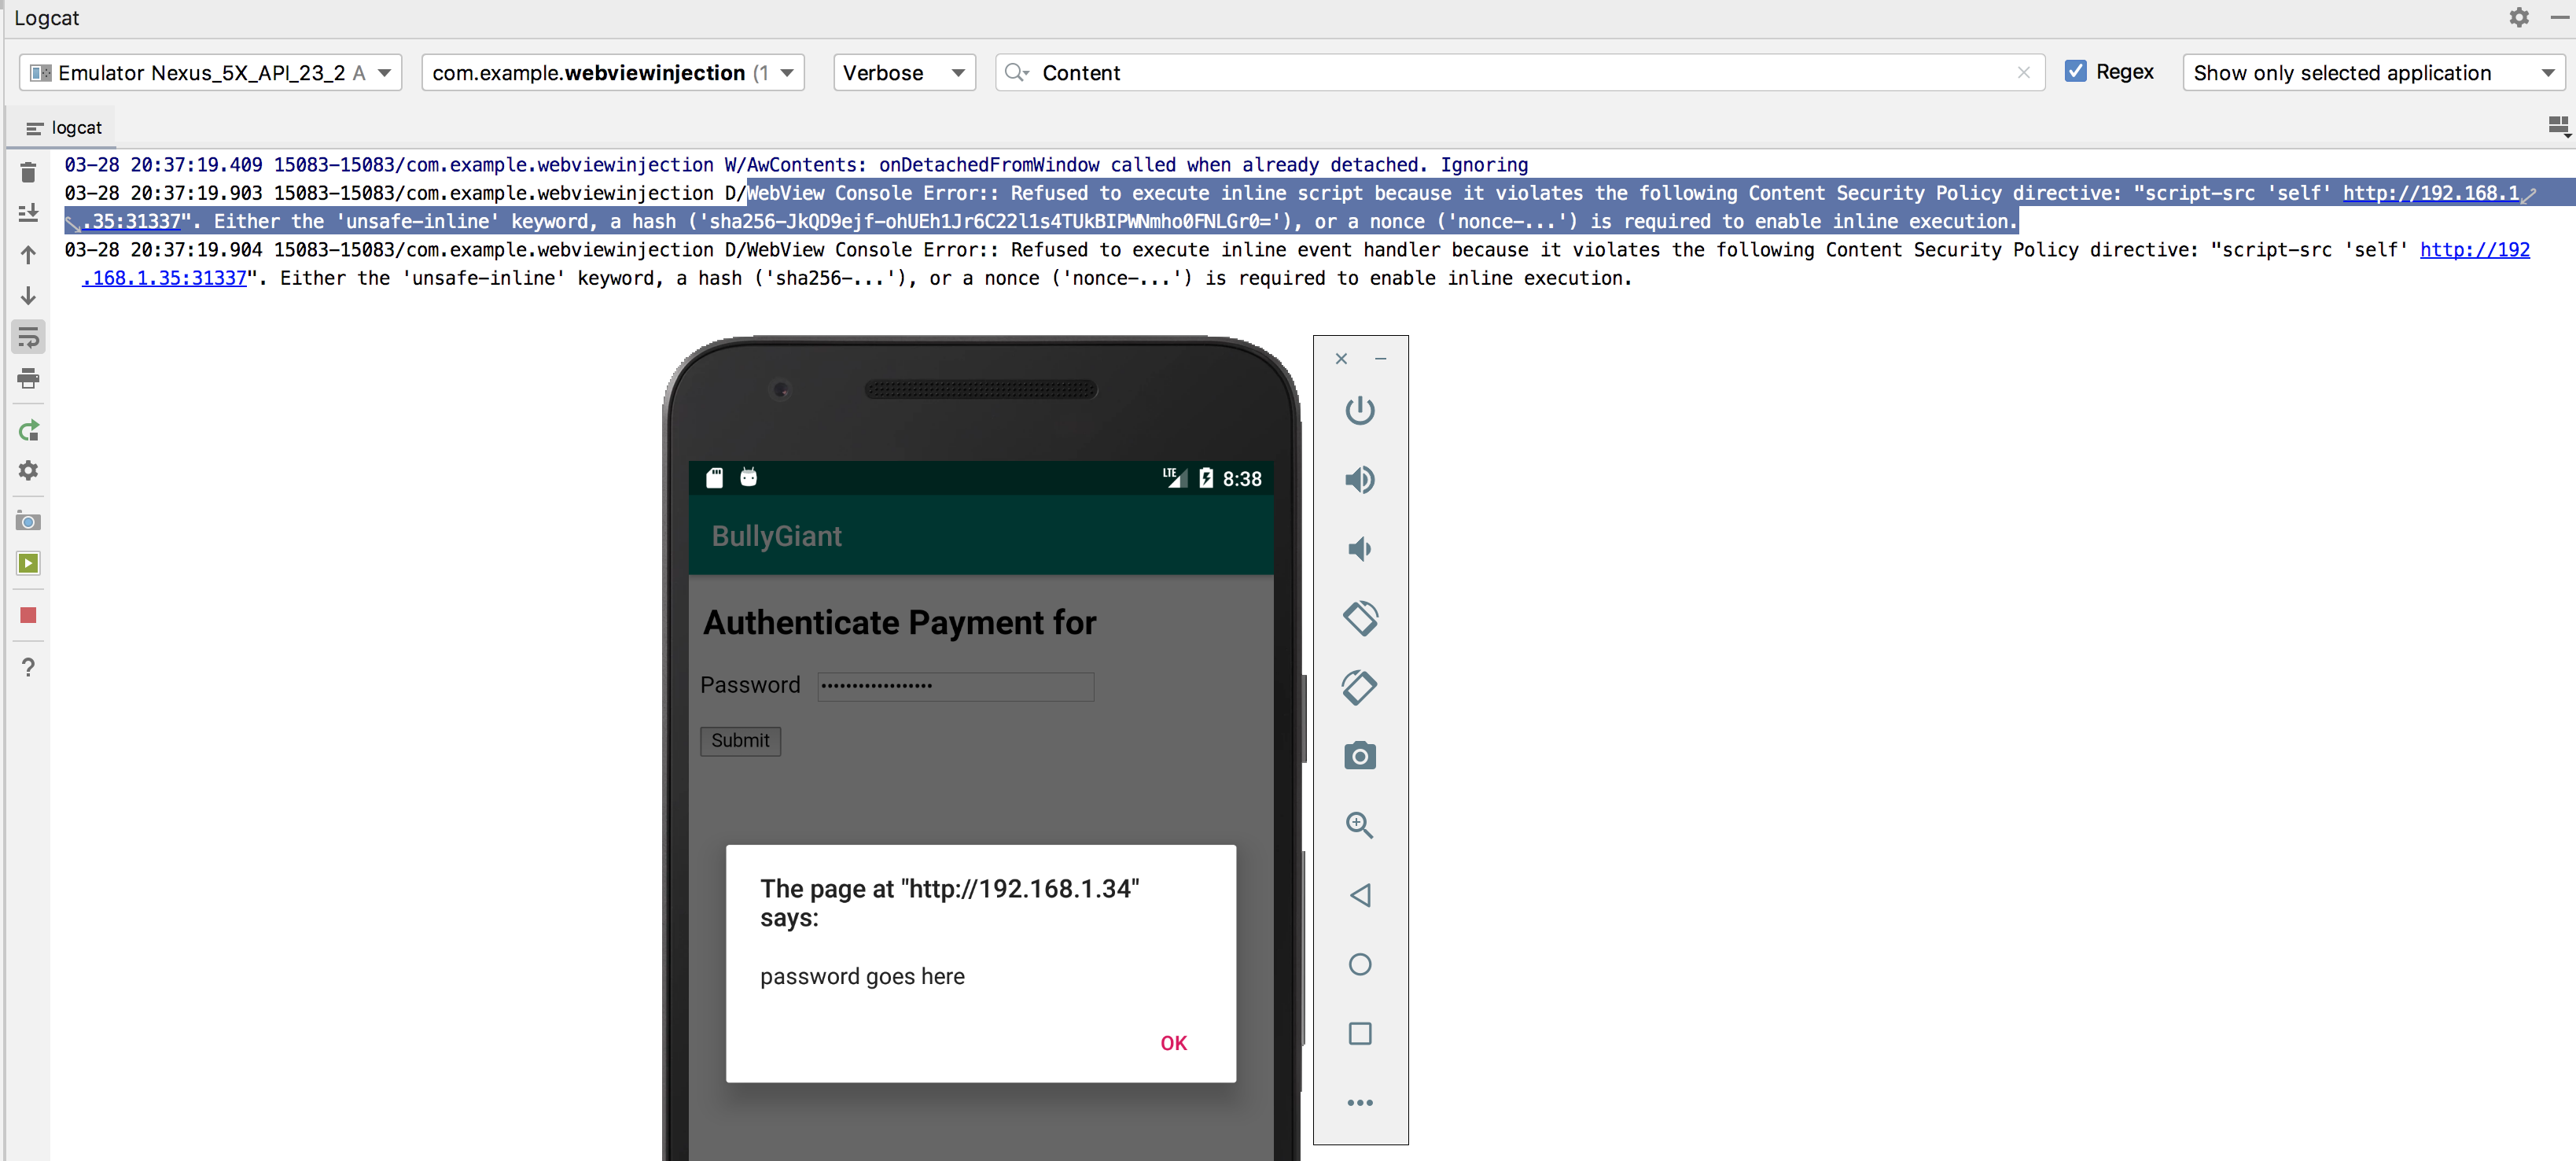 Logcat
Emulator Nexus_5X_API_23_2 A
com.example.webviewinjection (1
Verbose
Content
Regex
Show only selected application
logcat
03-28 20:37:19.409 15083-15083/com.example.webviewinjection W/AwContents: onDetachedFromWindow called when already detached. Ignoring
03-28 20:37:19.903 15083-15083/com.example.webviewinjection D/WebView Console Error:: Refused to execute inline script because it violates the following Content Security Policy directive: "script-src 'self' http://192.168.1
.35:31337". Either the 'unsafe-inline' keyword, a hash ('sha256-JkQD9ejf-ohUEh1Jr6C22l1s4TUkBIPWNmho0FNLGr0='), or a nonce ('nonce-...') is required to enable inline execution.
03-28 20:37:19.904 15083-15083/com.example.webviewinjection D/WebView Console Error:: Refused to execute inline event handler because it violates the following Content Security Policy directive: "script-src 'self' http://192
.168.1.35:31337". Either the 'unsafe-inline' keyword, a hash ('sha256-...'), or a nonce ('nonce-...') is required to enable inline execution.
LTE 8:38
BullyGiant
Authenticate Payment for
Password
Submit
The page at "http://192.168.1.34"
says:
password goes here
OK